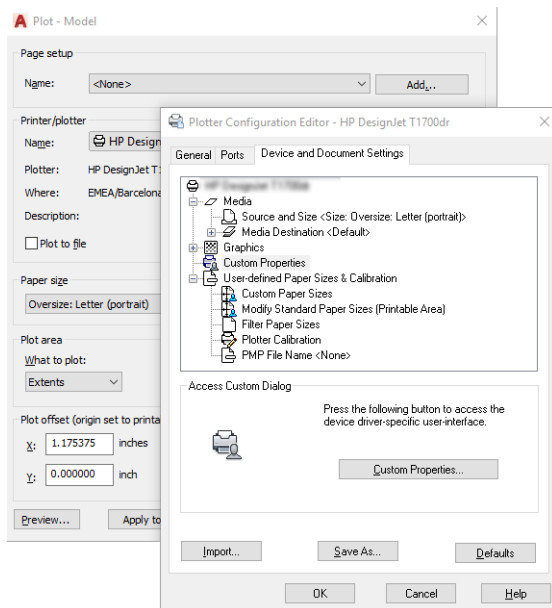 Plot - Model
Page setup
Name:
<None>
Add...
Printer/plotter
Name:
HP Design
Plotter:
HP DesignJet T1
Where:
EMEA/Barcelona
Description:
Plot to file
Paper size
Oversize: Letter (portrait)
Plot area
What to plot:
Extents
Plot offset (origin set to printa
X:
1.175375
inches
Y:
0.000000
inch
Preview...
Apply to
Plotter Configuration Editor - HP DesignJet T1700dr
General
Ports
Device and Document Settings
Media
Source and Size <Size: Oversize: Letter (portrait)>
Media Destination <Default>
Graphics
Custom Properties
User-defined Paper Sizes & Calibration
Custom Paper Sizes
Modify Standard Paper Sizes (Printable Area)
Filter Paper Sizes
Plotter Calibration
PMP File Name <None>
Access Custom Dialog
Press the following button to access the
device driver-specific user-interface.
Custom Properties...
Import...
Save As...
Defaults
OK
Cancel
Help